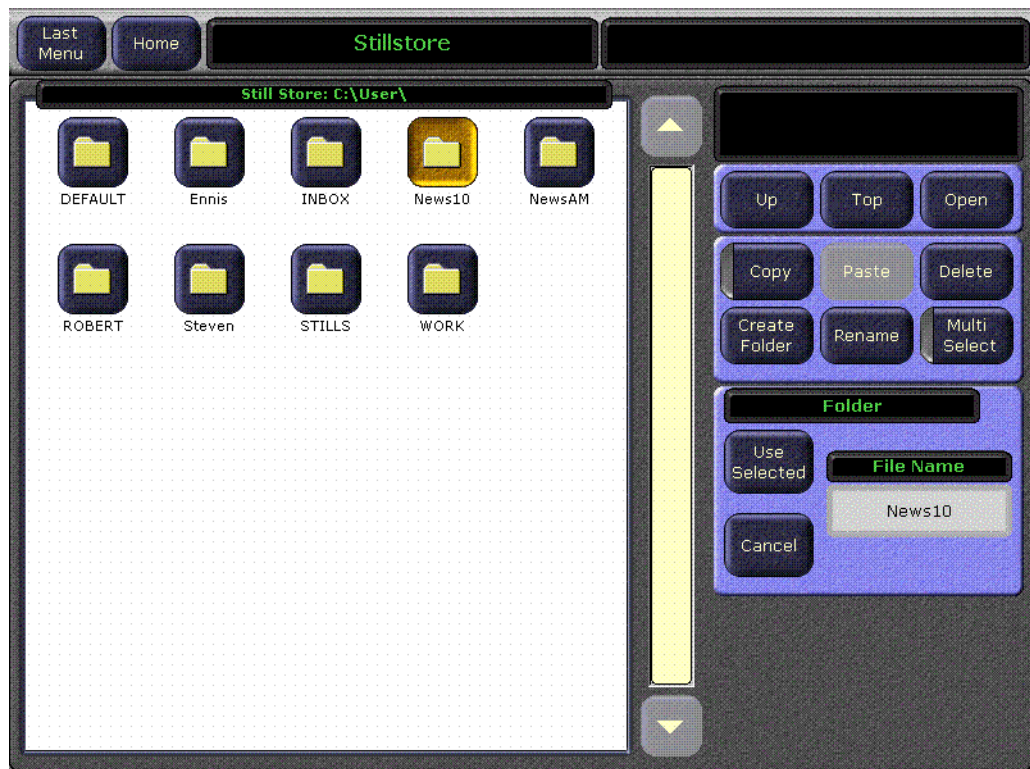 Last
Menu
Home
Stillstore
Still Store: C:\User\
DEFAULT
Ennis
INBOX
News10
NewsAM
ROBERT
Steven
STILLS
WORK
Up
Top
Open
Copy
Paste
Delete
Create
Folder
Rename
Multi
Select
Folder
Use
Selected
File Name
News10
Cancel